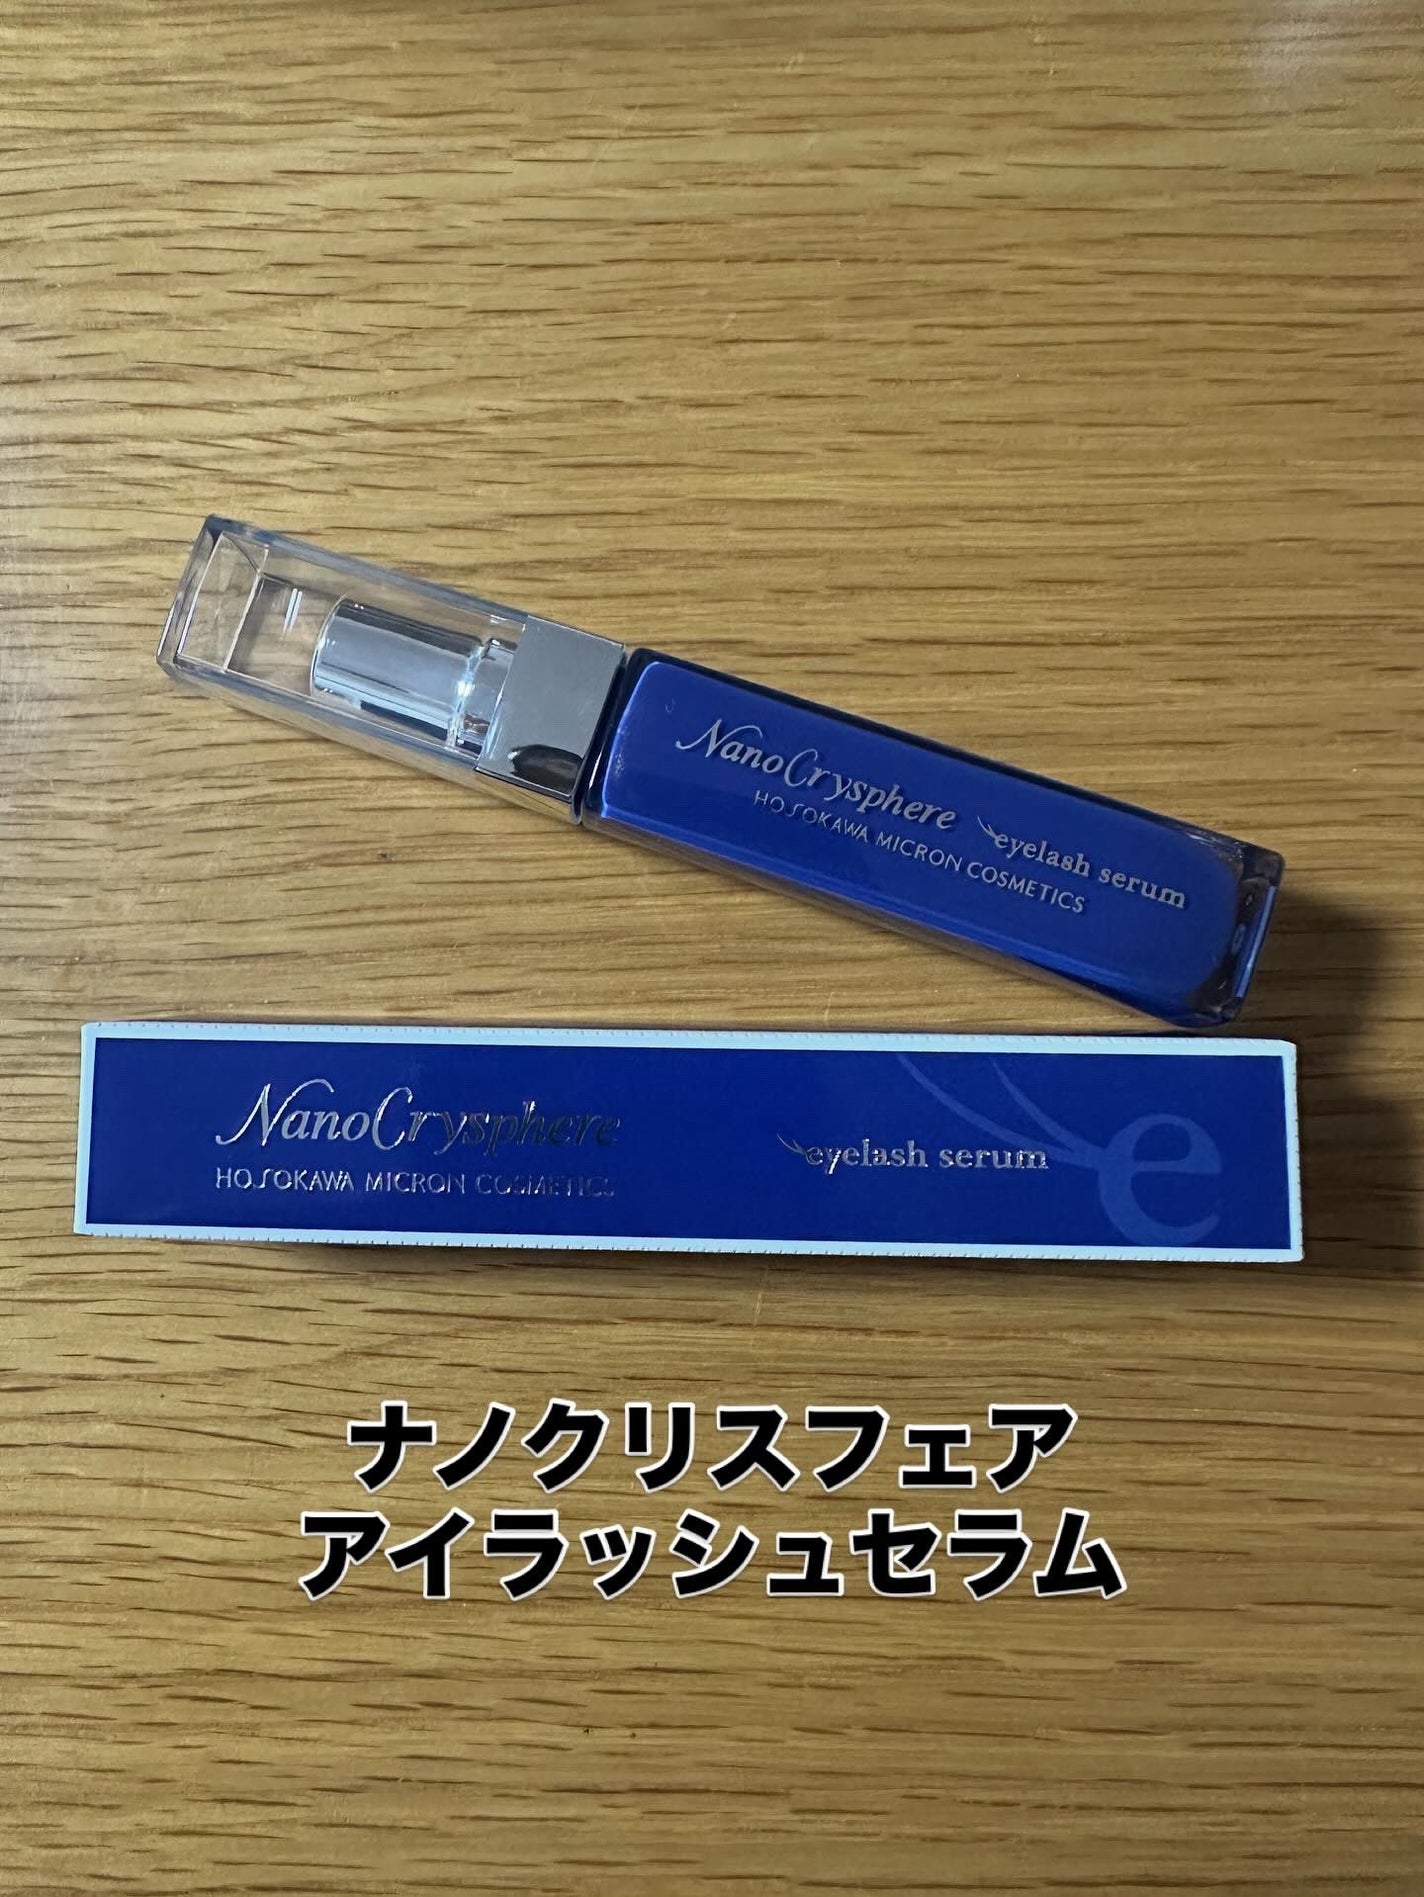 NanoCrysphere eyelash serum
HOSOKAWA MICRON COSMETICS
NanoCrysphere
HOSOKAWA MICRON COSMETICS
eyelash serum
e
ナノクリスフェア
アイラッシュセラム